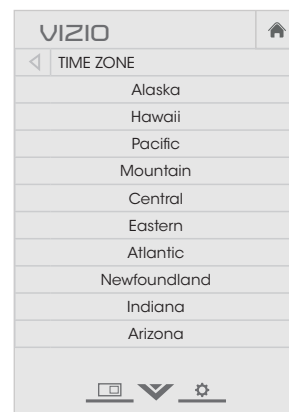 VIZIO
TIME ZONE
Alaska
Hawaii
Pacific
Mountain
Central
Eastern
Atlantic
Newfoundland
Indiana
Arizona